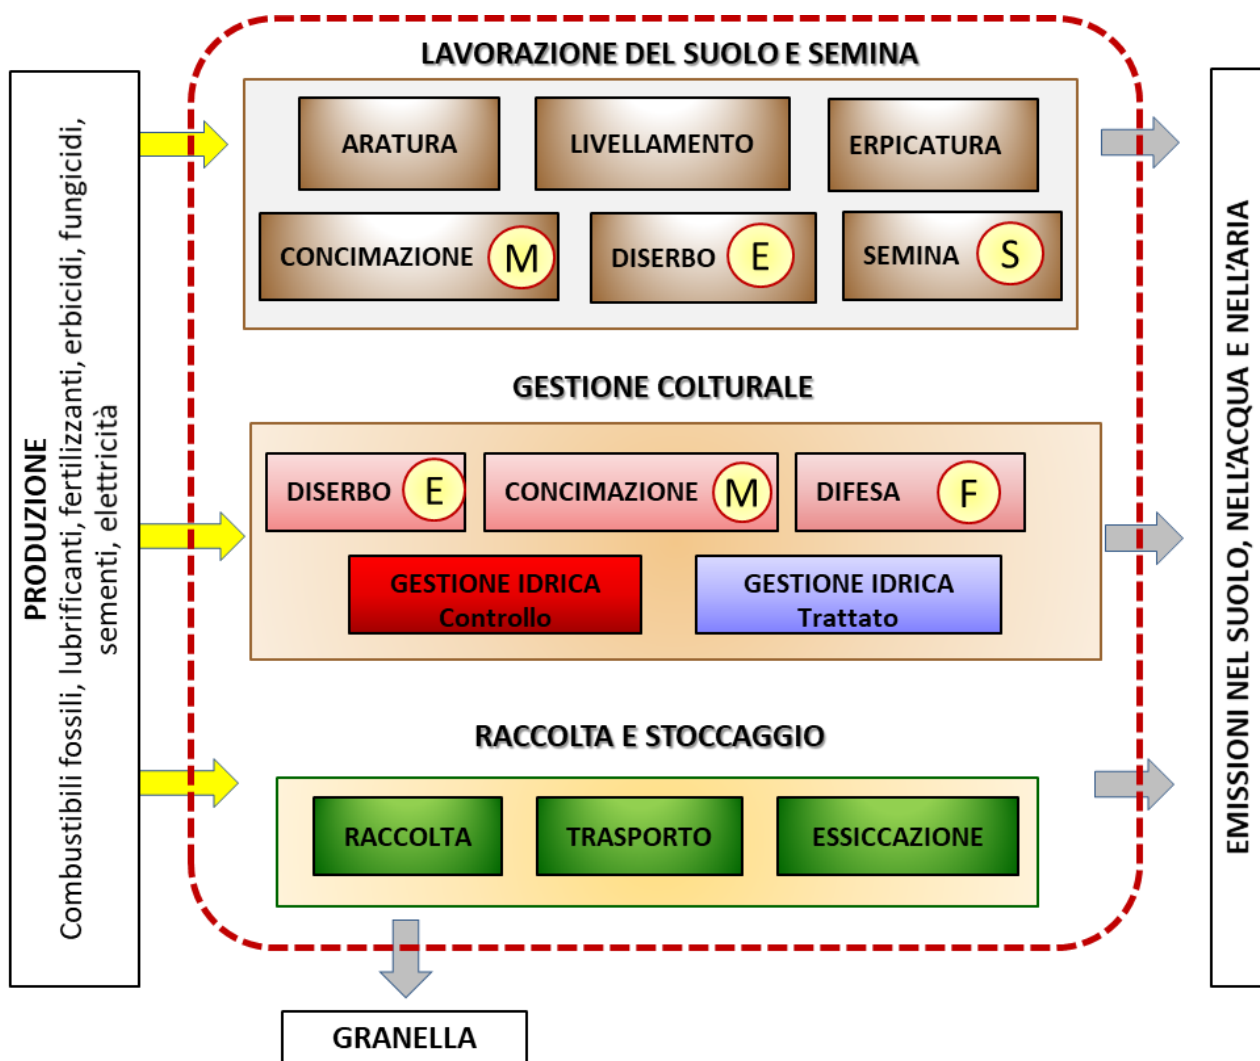 LAVORAZIONE DEL SUOLO E SEMINA
ARATURA
LIVELLAMENTO
ERPICATURA
CONCIMAZIONE M
DISERBO E
SEMINA S
PRODUZIONE
Combustibili fossili, lubrificanti, fertilizzanti, erbicidi, fungicidi,
sementi, elettricità
GESTIONE COLTURALE
DISERBO E
CONCIMAZIONE M
DIFESA F
GESTIONE IDRICA
Controllo
GESTIONE IDRICA
Trattato
RACCOLTA E STOCCAGGIO
RACCOLTA
TRASPORTO
ESSICCAZIONE
GRANELLA
EMISSIONI NEL SUOLO, NELL'ACQUA E NELL'ARIA